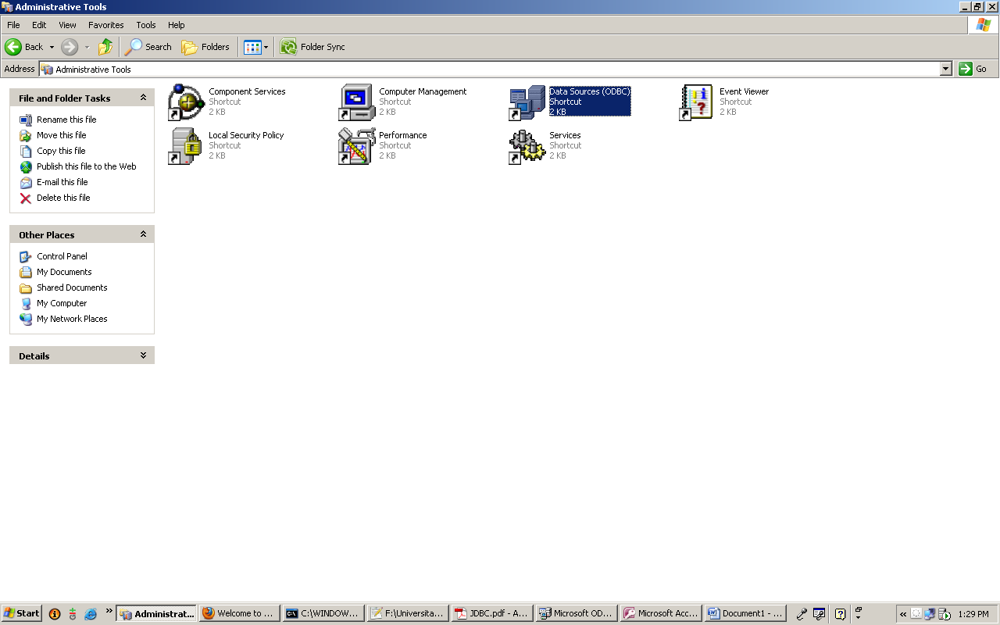 Administrative Tools
File Edit View Favorites Tools Help
Back Search Folders Folder Sync
Address Administrative Tools Go
File and Folder Tasks
Rename this file
Move this file
Copy this file
Publish this file to the Web
E-mail this file
Delete this file
Other Places
Control Panel
My Documents
Shared Documents
My Computer
My Network Places
Details
Component Services
Shortcut
2 KB
Computer Management
Shortcut
2 KB
Data Sources (ODBC)
Shortcut
2 KB
Event Viewer
Shortcut
2 KB
Local Security Policy
Shortcut
2 KB
Performance
Shortcut
2 KB
Services
Shortcut
2 KB
Start » Administrat... Welcome to ... C:\WINDOW... F:\Universita... JDBC.pdf - A... Microsoft OD... Microsoft Acc... Document1 - ... « 1:29 PM